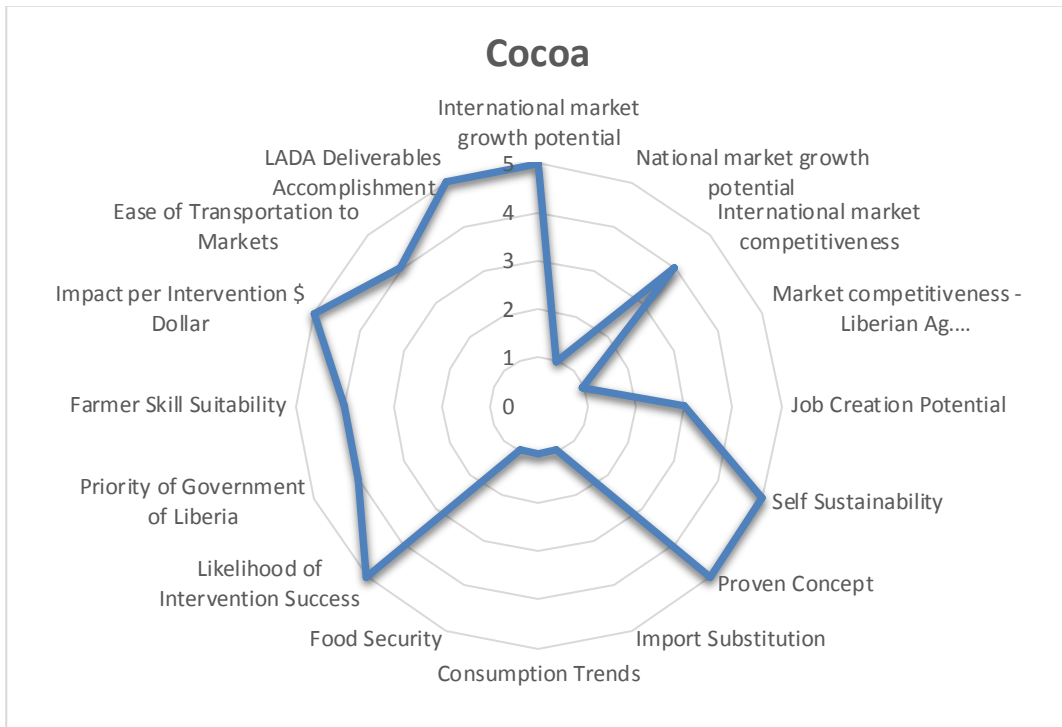 Cocoa
International market
growth potential
National market growth
potential
International market
competitiveness
Market competitiveness -
Liberian Ag....
Job Creation Potential
Self Sustainability
Proven Concept
Import Substitution
Consumption Trends
Food Security
Likelihood of
Intervention Success
Priority of Government
of Liberia
Farmer Skill Suitability
Impact per Intervention $
Dollar
Ease of Transportation to
Markets
LADA Deliverables
Accomplishment
5
4
3
2
1
0